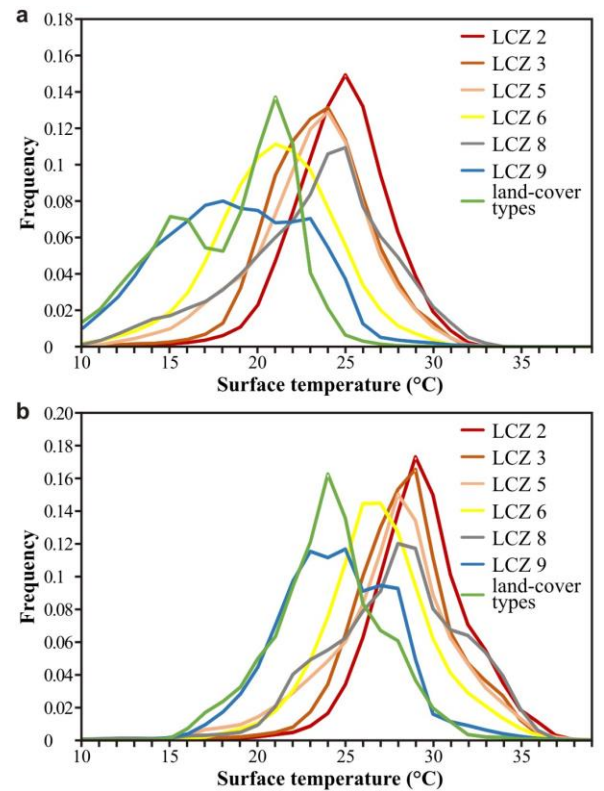 a
0.18
0.16
0.14
0.12
0.1
0.08
0.06
0.04
0.02
0
Frequency
LCZ 2
LCZ 3
LCZ 5
LCZ 6
LCZ 8
LCZ 9
land-cover
types
10 15 20 25 30 35
Surface temperature (°C)
b
0.20
0.18
0.16
0.14
0.12
0.1
0.08
0.06
0.04
0.02
0
Frequency
LCZ 2
LCZ 3
LCZ 5
LCZ 6
LCZ 8
LCZ 9
land-cover
types
10 15 20 25 30 35
Surface temperature (°C)